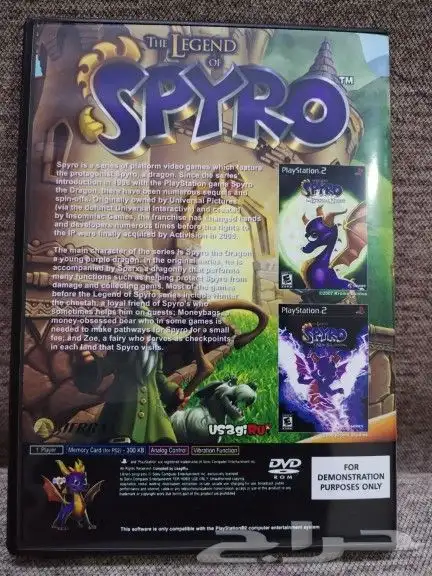 THE LEGEND
OF
SPYRO™
Spyro is a series of platform video games which feature
the protagonist Spyro, a dragon. Since the series
introduction in 1998 with the PlayStation game Spyro
the Dragon there have been numerous sequels and
spin-offs. Originally owned by Universal Pictures
(via the defunct Universal Interactive) and created
by Insomniac Games, the franchise has changed hands
and developers numerous times before the rights to
the IP were finally acquired by Activision in 2008.
The main character of the series is Spyro the Dragon,
a young purple dragon. In the original series, he is
accompanied by Sparx, a dragonfly that performs
many functions such as helping protect Spyro from
damage and collecting gems. Most of the games
before the Legend of Spyro series include Hunter
the cheetah, a loyal friend of Spyro's who
sometimes helps him on quests; Moneybags, a
money-obsessed bear who in some games is
needed to make pathways for Spyro for a small
fee; and Zoe, a fairy who serves as checkpoints
in each land that Spyro visits.
PlayStation 2
SPYRO
PlayStation 2
SPYRO
SIERRA
USAGIRU
1 Player
Memory Card (for PS2) - 300 KB
Analog Control
Vibration Function
DVD
ROM
FOR
DEMONSTRATION
PURPOSES ONLY
This software is only compatible with the PlayStation®2 computer entertainment system
حراج